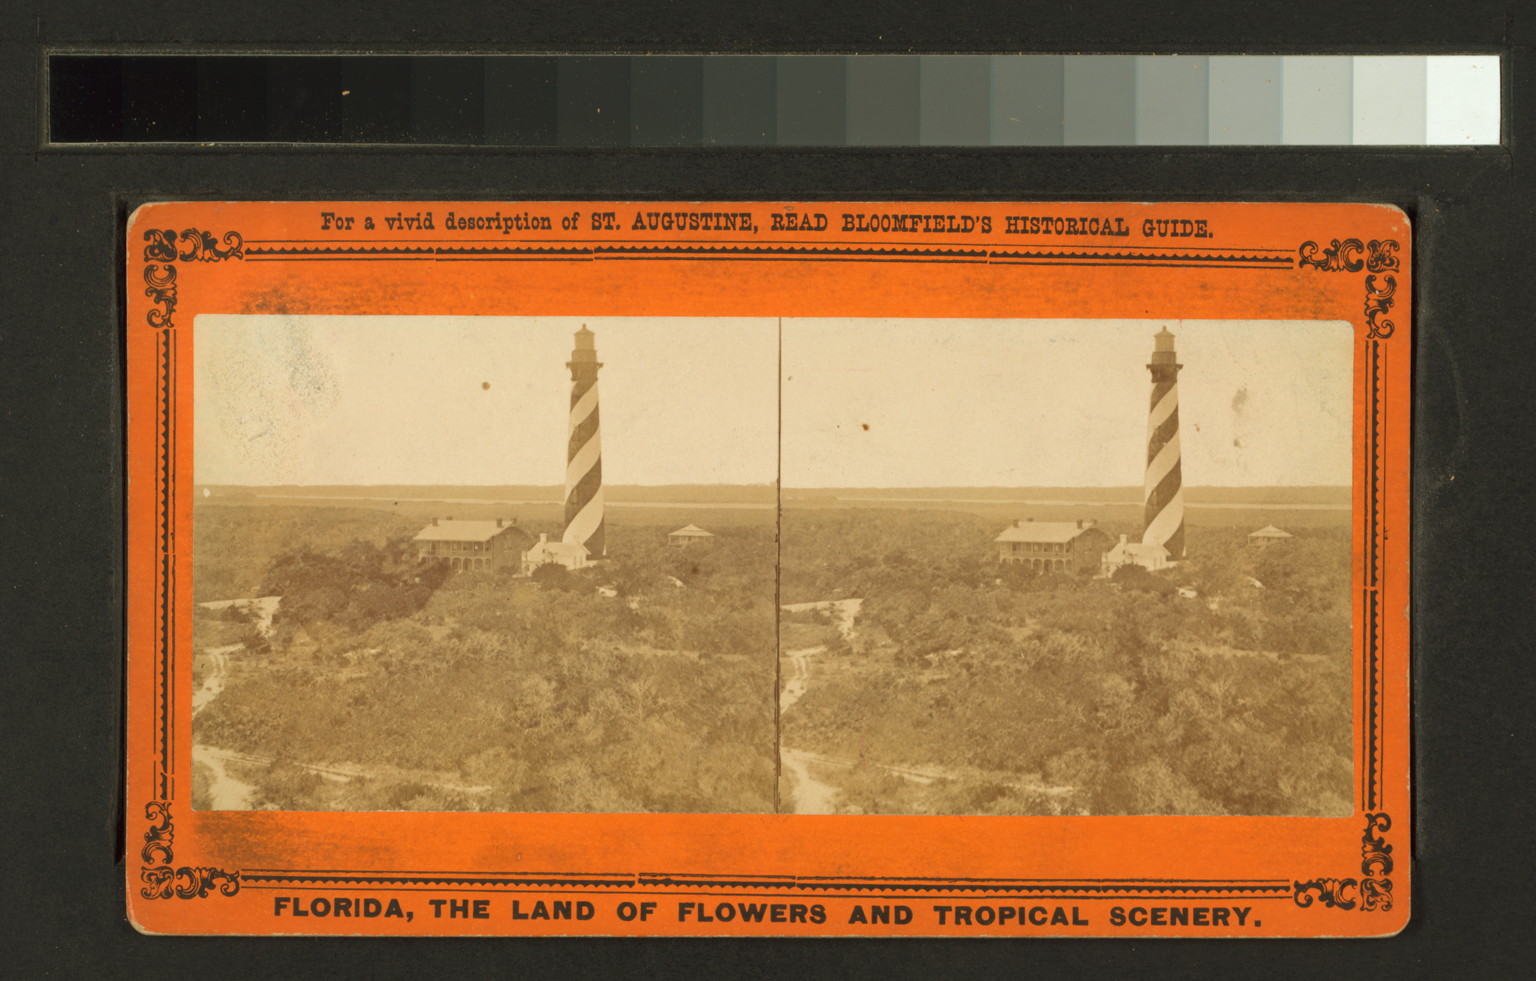 For a vivid description of ST. AUGUSTINE, READ BLOOMFIELD'S HISTORICAL GUIDE.
FLORIDA, THE LAND OF FLOWERS AND TROPICAL SCENERY.